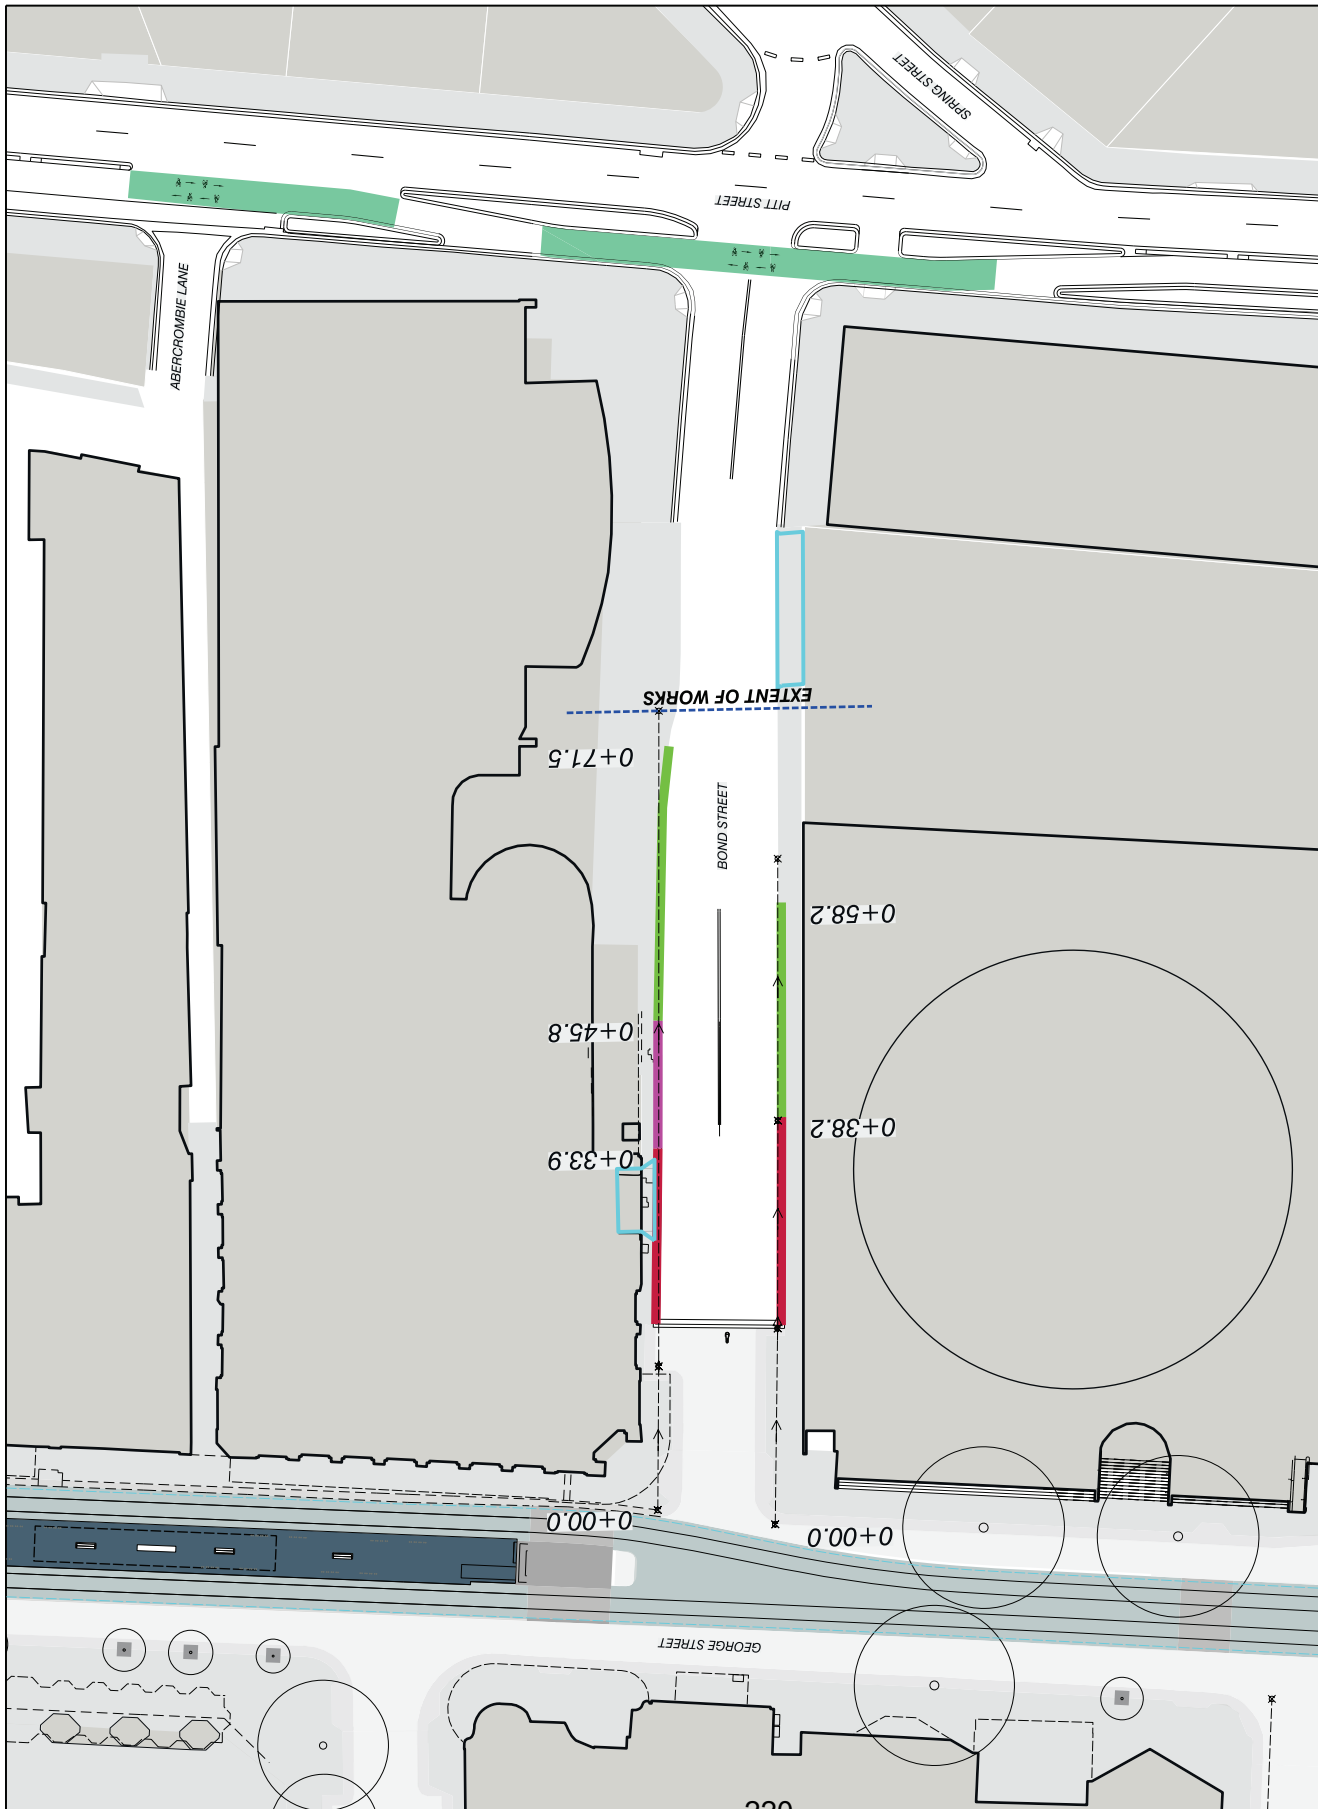 SPRING STREET
PITT STREET
ABERCROMBIE LANE
EXTENT OF WORKS
0+71.5
BOND STREET
0+58.2
0+45.8
0+38.2
0+33.9
0+00.0
0+00.0
GEORGE STREET